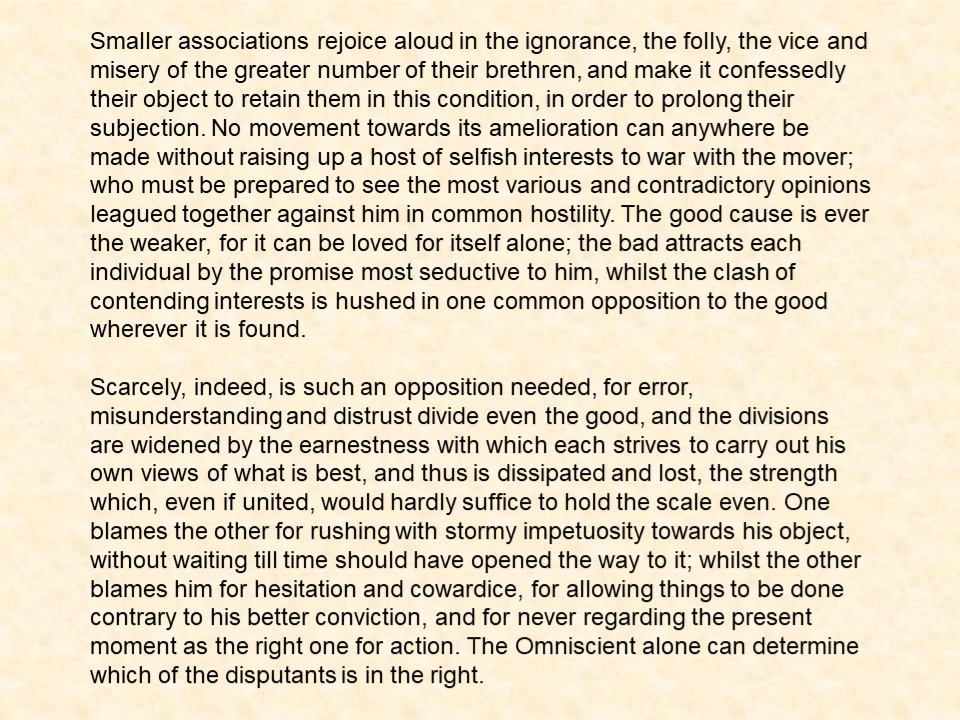 Smaller associations rejoice aloud in the ignorance, the folly, the vice and
misery of the greater number of their brethren, and make it confessedly
their object to retain them in this condition, in order to prolong their
subjection. No movement towards its amelioration can anywhere be
made without raising up a host of selfish interests to war with the mover;
who must be prepared to see the most various and contradictory opinions
leagued together against him in common hostility. The good cause is ever
the weaker, for it can be loved for itself alone; the bad attracts each
individual by the promise most seductive to him, whilst the clash of
contending interests is hushed in one common opposition to the good
wherever it is found.

Scarcely, indeed, is such an opposition needed, for error,
misunderstanding and distrust divide even the good, and the divisions
are widened by the earnestness with which each strives to carry out his
own views of what is best, and thus is dissipated and lost, the strength
which, even if united, would hardly suffice to hold the scale even. One
blames the other for rushing with stormy impetuosity towards his object,
without waiting till time should have opened the way to it; whilst the other
blames him for hesitation and cowardice, for allowing things to be done
contrary to his better conviction, and for never regarding the present
moment as the right one for action. The Omniscient alone can determine
which of the disputants is in the right.